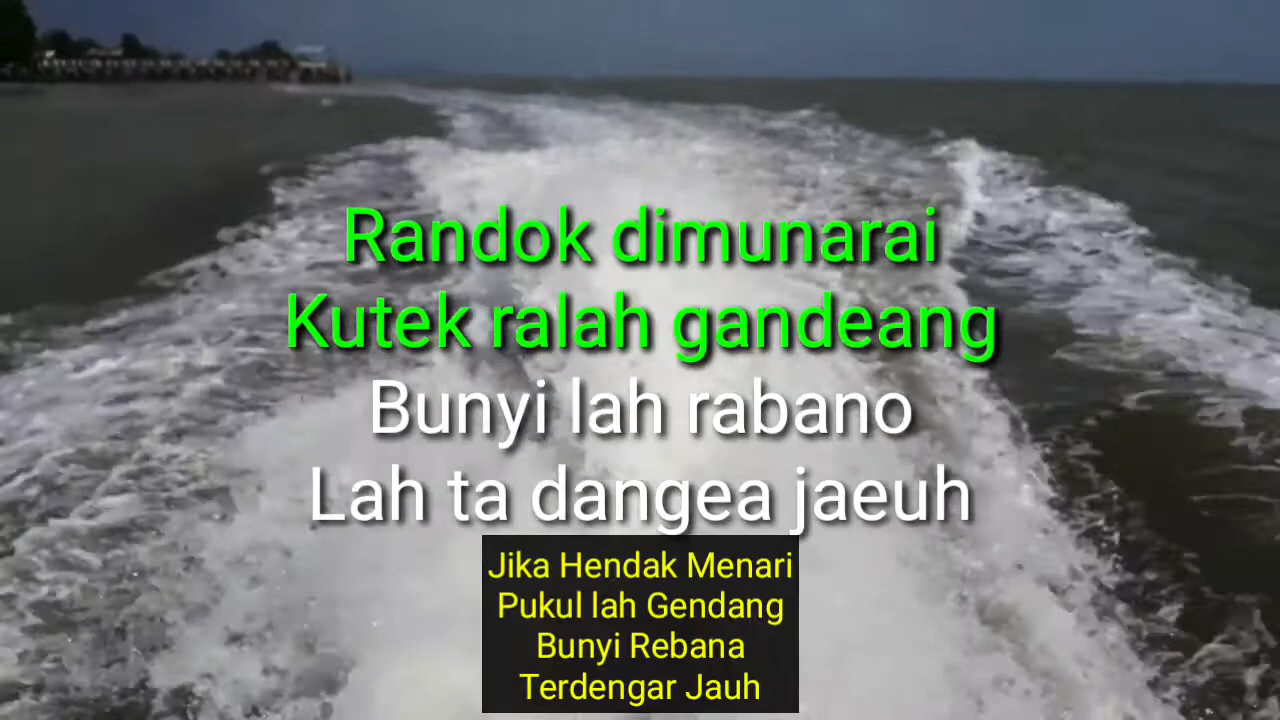 Randok dimunarai
Kutek ralah gandeang
Bunyi lah rabano
Lah ta dangea jaeuh
Jika Hendak Menari
Pukul lah Gendang
Bunyi Rebana
Terdengar Jauh